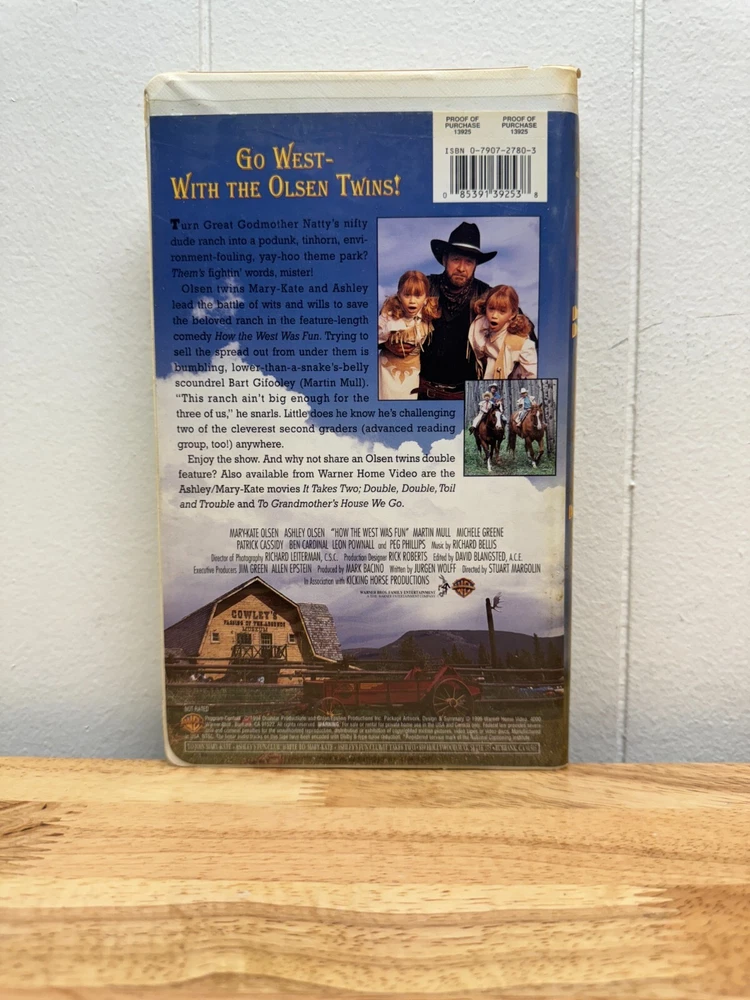 PROOF OF PURCHASE 13925
PROOF OF PURCHASE 13925
ISBN 0-7907-2780-3
0 85391 39253 8
GO WEST-
WITH THE OLSEN TWINS!
Turn Great Godmother Natty's nifty
dude ranch into a podunk, tinhorn, envi-
ronment-fouling, yay-hoo theme park?
Them's fightin' words, mister!
Olsen twins Mary-Kate and Ashley
lead the battle of wits and wills to save
the beloved ranch in the feature-length
comedy How the West Was Fun. Trying to
sell the spread out from under them is
bumbling, lower-than-a-snake's-belly
scoundrel Bart Gifooley (Martin Mull).
"This ranch ain't big enough for the
three of us," he snarls. Little does he know he's challenging
two of the cleverest second graders (advanced reading
group, too!) anywhere.
Enjoy the show. And why not share an Olsen twins double
feature? Also available from Warner Home Video are the
Ashley/Mary-Kate movies It Takes Two; Double, Double, Toil
and Trouble and To Grandmother's House We Go.
MARY-KATE OLSEN ASHLEY OLSEN "HOW THE WEST WAS FUN" MARTIN MULL MICHELE GREENE
PATRICK CASSIDY BEN CARDINAL LEON POWNALL and PEG PHILLIPS Music by RICHARD BELLIS
Director of Photography RICHARD LEITERMAN, C.S.C. Production Designer RICK ROBERTS Edited by DAVID BLANGSTED, A.C.E.
Executive Producers JIM GREEN ALLEN EPSTEIN Produced by MARK BACINO Written by JURGEN WOLFF Directed by STUART MARGOLIN
In Association with KICKING HORSE PRODUCTIONS
WARNER BROS. FAMILY ENTERTAINMENT
A TIME WARNER ENTERTAINMENT COMPANY
COWLEY'S
MUSEUM
NOT RATED